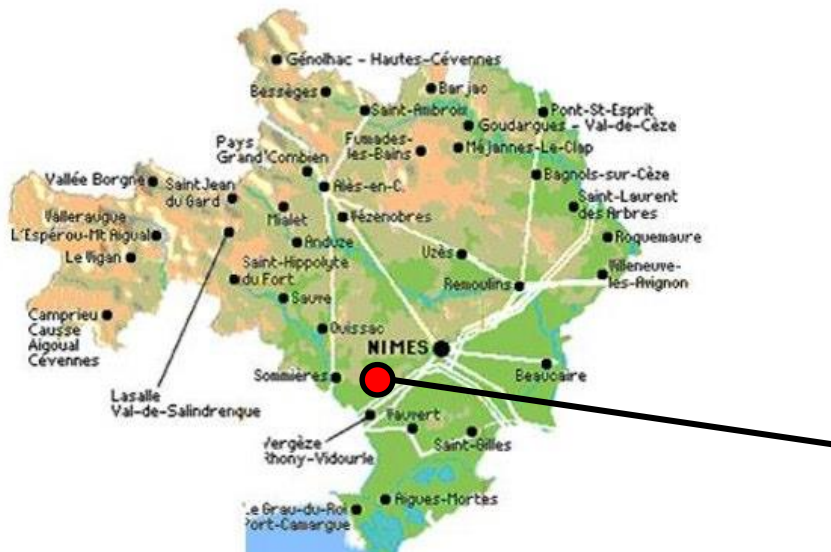 Génolhac - Hautes-Cévennes
Bessèges
Barjac
Saint-Ambroix
Pont-St-Esprit
Goudargues - Val-de-Cèze
Pays
Grand'Combien
Fumades-
les-Bains
Méjannes-Le-Clap
Vallée Borgne
Saint Jean
du Gard
Alès-en-C.
Bagnols-sur-Cèze
Mialet
Vézenobres
Saint-Laurent
des Arbres
Valleraugue
L'Espérou-Mt Aigual
Anduze
Uzès
Roquemaure
Le Vigan
Saint-Hippolyte
du Fort
Remoulins
Villeneuve-
lès-Avignon
Sauve
Camprieu
Causse
Aigoual
Cévennes
Quissac
NIMES
Sommières
Beaucaire
Lasalle
Val-de-Salindrenque
Vauvert
Vergèze
Rhony-Vidourle
Saint-Gilles
Le Grau-du-Roi
Port-Camargue
Aigues-Mortes